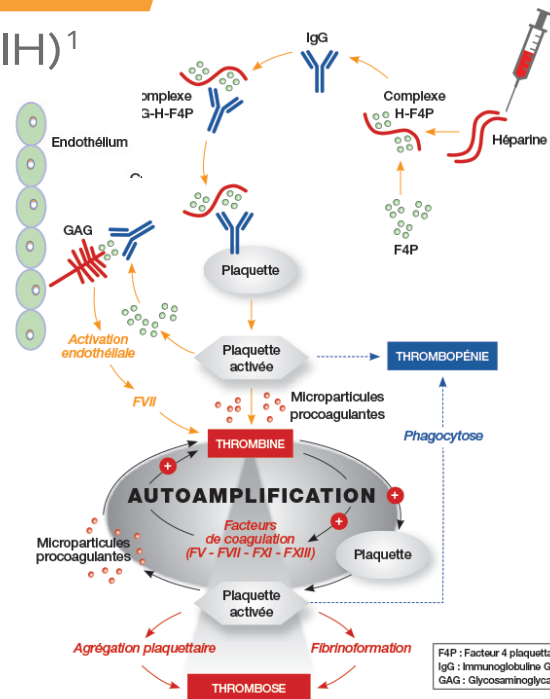 IH)¹
IgG
omplexe
G-H-F4P
Complexe
H-F4P
Héparine
Endothélium
GAG
F4P
Plaquette
Activation
endothéliale
Plaquette
activée
THROMBOPÉNIE
FVII
Microparticules
procoagulantes
THROMBINE
Phagocytose
+
AUTOAMPLIFICATION
+
+
Facteurs
de coagulation
(FV - FVII - FXI - FXIII)
Microparticules
procoagulantes
Plaquette
Plaquette
activée
Agrégation plaquettaire
Fibrinoformation
THROMBOSE
F4P : Facteur 4 plaquetta
IgG : Immunoglobuline G
GAG : Glycosaminoglyca